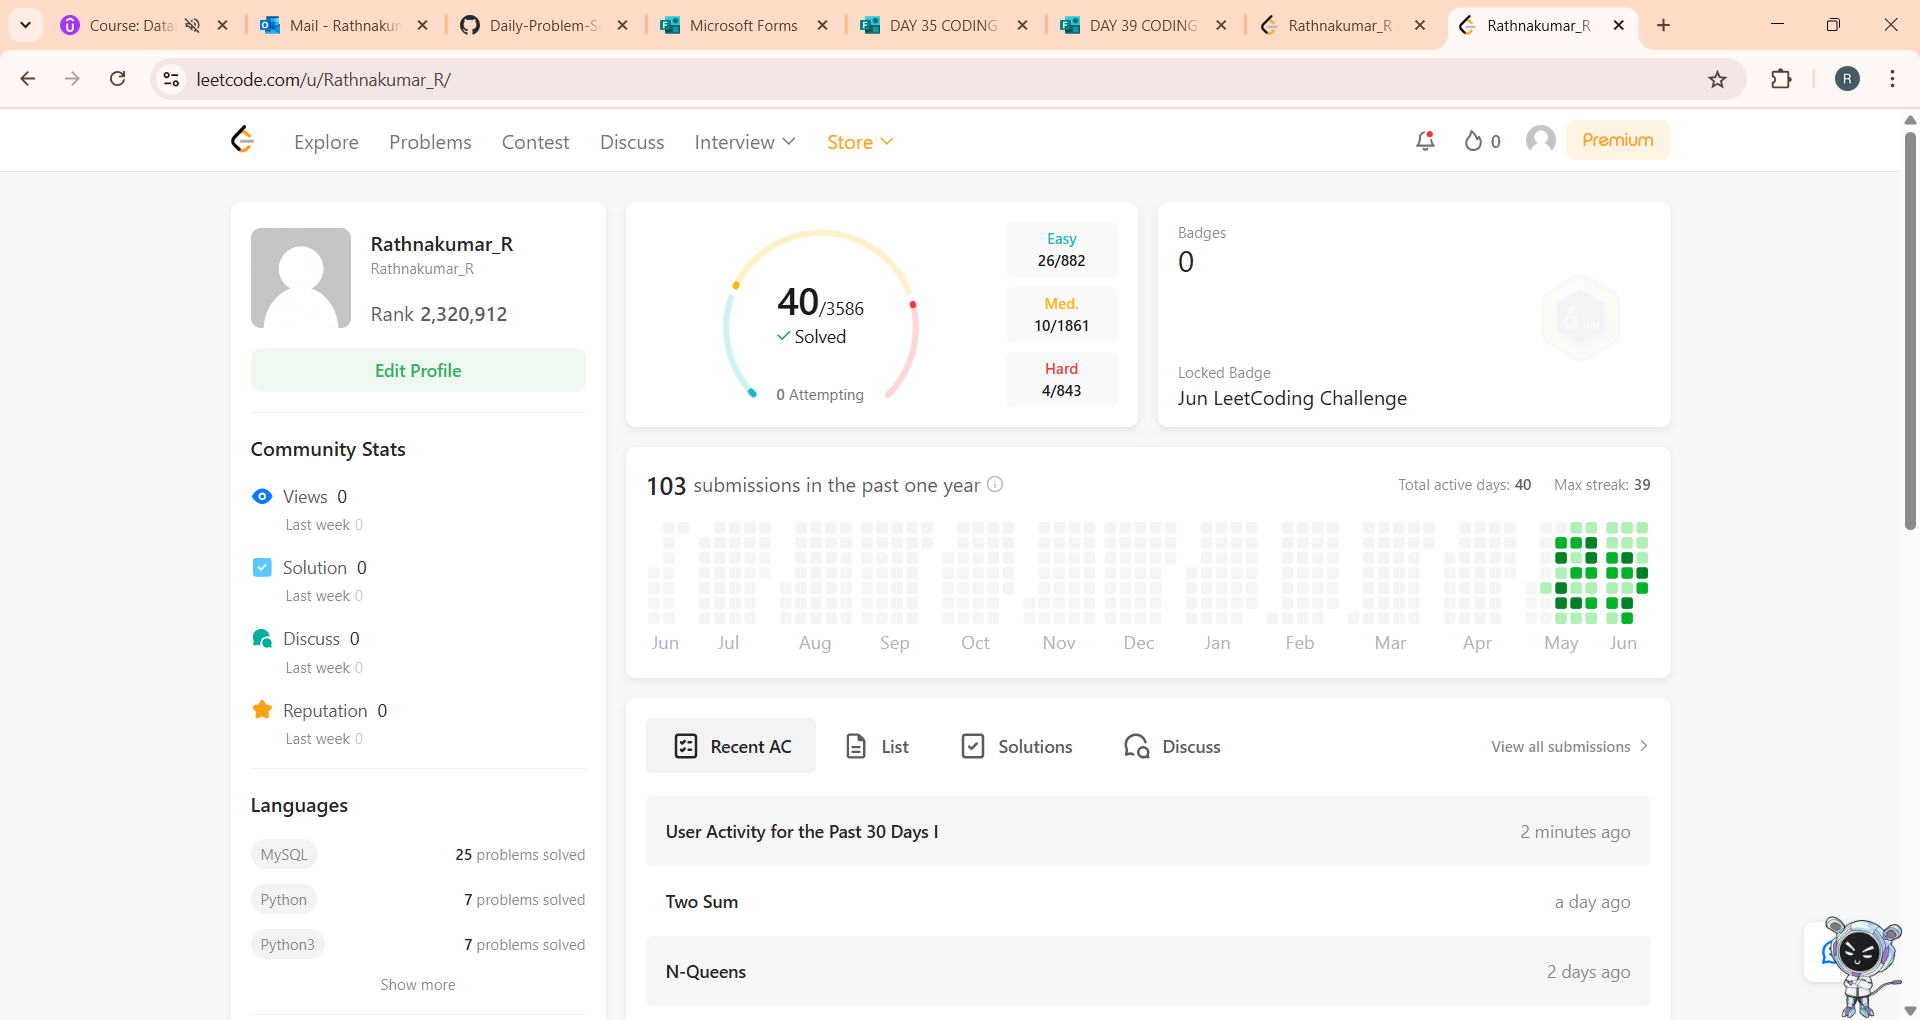 Course: Data
Mail - Rathnakum
Daily-Problem-So
Microsoft Forms
DAY 35 CODING
DAY 39 CODING
Rathnakumar_R
Rathnakumar_R
leetcode.com/u/Rathnakumar_R/
R
Explore
Problems
Contest
Discuss
Interview
Store
0
Premium
Rathnakumar_R
Rathnakumar_R
Rank 2,320,912
Edit Profile
Community Stats
Views 0
Last week 0
Solution 0
Last week 0
Discuss 0
Last week 0
Reputation 0
Last week 0
Languages
MySQL 25 problems solved
Python 7 problems solved
Python3 7 problems solved
Show more
40/3586
Solved
0 Attempting
Easy
26/882
Med.
10/1861
Hard
4/843
Badges
0
Locked Badge
Jun LeetCoding Challenge
103 submissions in the past one year
Total active days: 40 Max streak: 39
Jun Jul Aug Sep Oct Nov Dec Jan Feb Mar Apr May Jun
Recent AC
List
Solutions
Discuss
View all submissions
User Activity for the Past 30 Days I 2 minutes ago
Two Sum a day ago
N-Queens 2 days ago